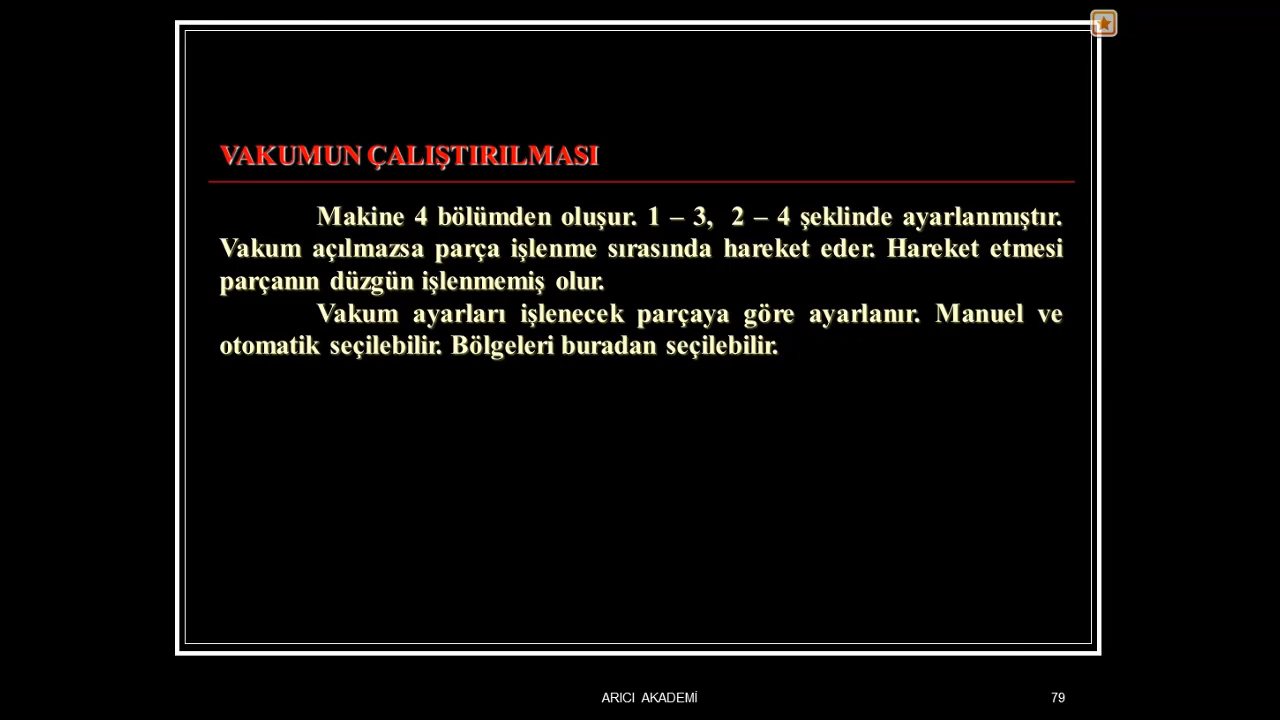 VAKUMUN ÇALIŞTIRILMASI
Makine 4 bölümden oluşur. 1 – 3, 2 – 4 şeklinde ayarlanmıştır.
Vakum açılmazsa parça işlenme sırasında hareket eder. Hareket etmesi
parçanın düzgün işlenmemiş olur.
Vakum ayarları işlenecek parçaya göre ayarlanır. Manuel ve
otomatik seçilebilir. Bölgeleri buradan seçilebilir.
ARICI AKADEMİ
79